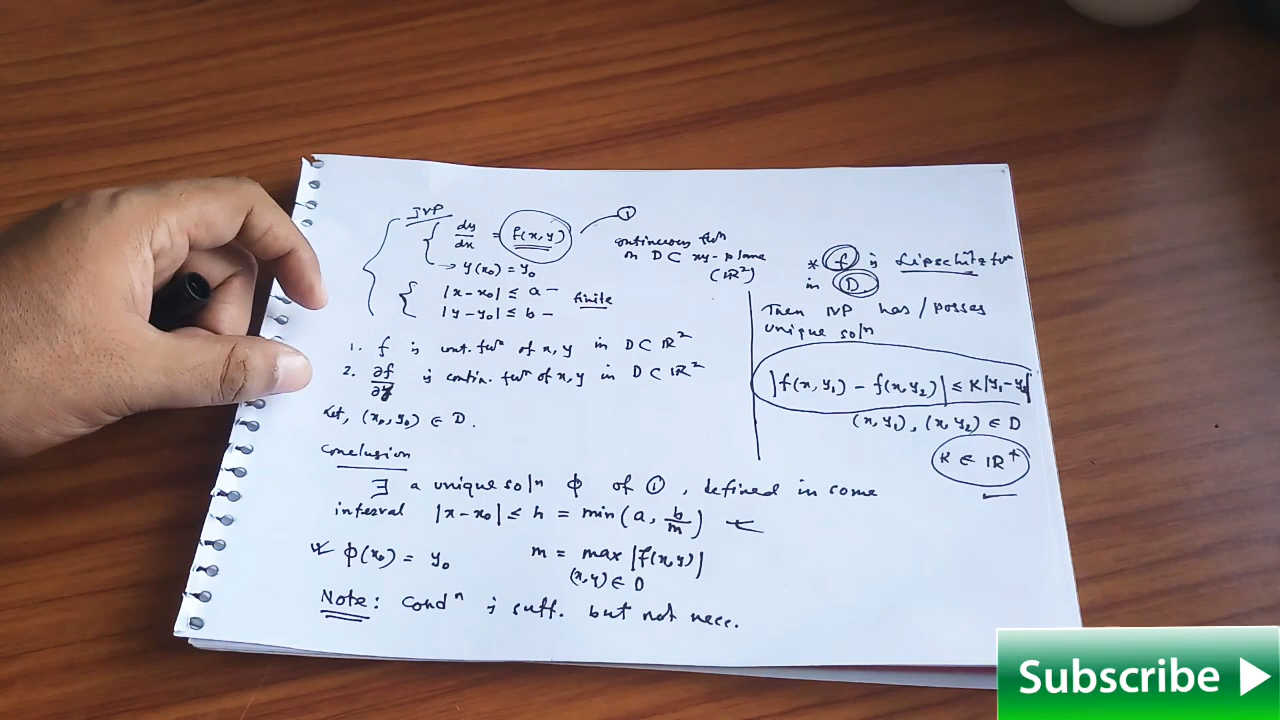 IVP
dy/dx = f(x,y) ①
y(x₀) = y₀
|x-x₀| ≤ a
|y-y₀| ≤ b
finite
continuous fuⁿ
on D ⊂ xy-plane
(ℝ²)
1. f is cont. fuⁿ of x,y in D ⊂ ℝ²
2. ∂f/∂y is contin. fuⁿ of x,y in D ⊂ ℝ²
Let, (x₀,y₀) ∈ D.
* f is Lipschitz fuⁿ
in D
Then IVP has/posses
unique solⁿ
|f(x,y₁) - f(x,y₂)| ≤ K|y₁-y₂|
(x,y₁), (x,y₂) ∈ D
K ∈ ℝ⁺
Conclusion
∃ a unique solⁿ ϕ of ①, defined in some
interval |x-x₀| ≤ h = min(a, b/m)
ϕ(x₀) = y₀
m = max |f(x,y)|
(x,y) ∈ D
Note: Condⁿ is suff. but not necc.
Subscribe